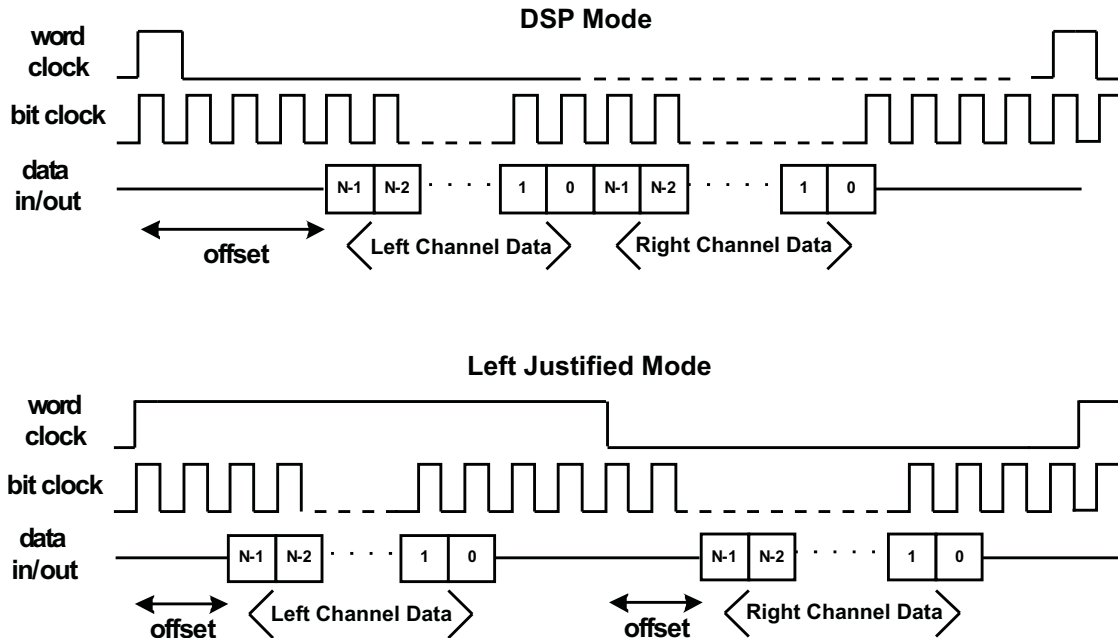 DSP Mode
word
clock
bit clock
data
in/out
N-1 N-2 . . . . . 1 0 N-1 N-2 . . . . . 1 0
offset
Left Channel Data
Right Channel Data
Left Justified Mode
word
clock
bit clock
data
in/out
N-1 N-2 . . . . . 1 0
N-1 N-2 . . . . . 1 0
offset
Left Channel Data
offset
Right Channel Data